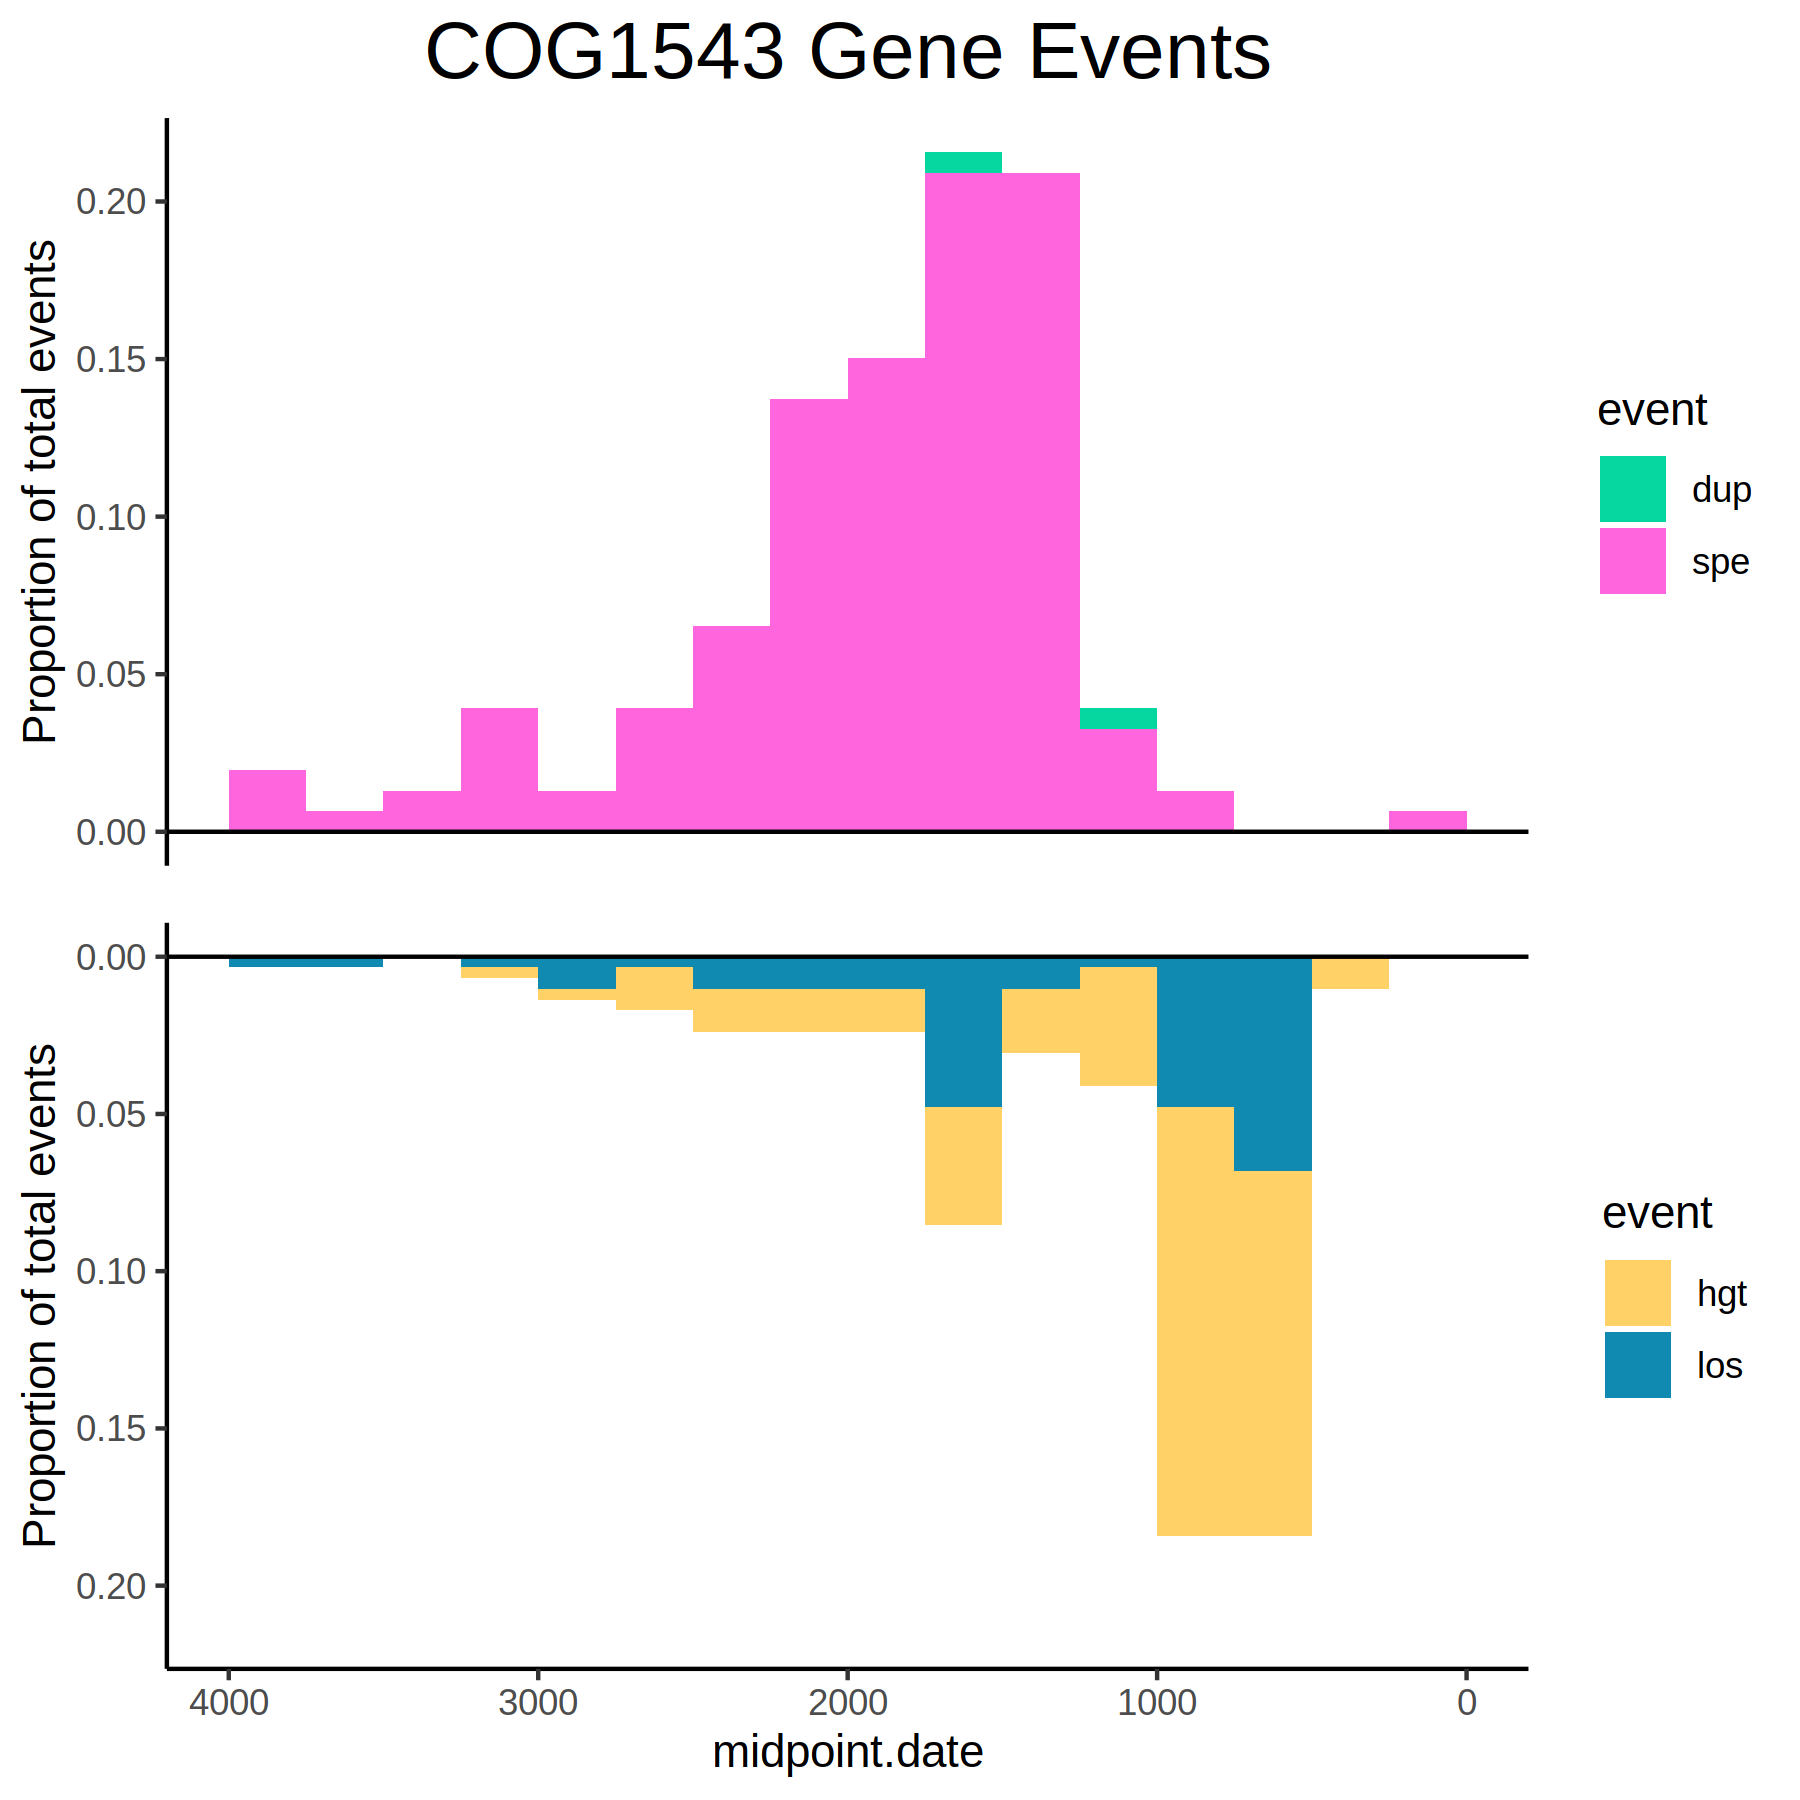 COG1543 Gene Events
Proportion of total events
0.20
0.15
0.10
0.05
0.00
event
dup
spe
Proportion of total events
0.00
0.05
0.10
0.15
0.20
event
hgt
los
4000 3000 2000 1000 0
midpoint.date